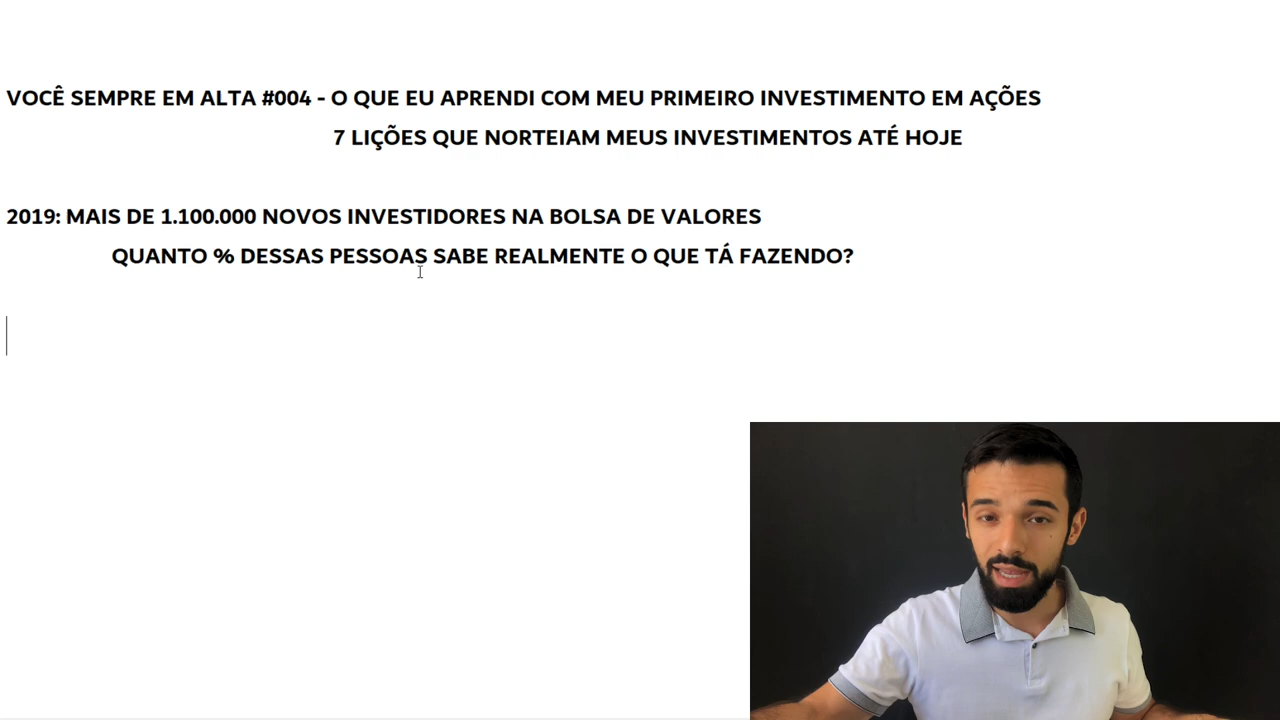 VOCÊ SEMPRE EM ALTA #004 - O QUE EU APRENDI COM MEU PRIMEIRO INVESTIMENTO EM AÇÕES
7 LIÇÕES QUE NORTEIAM MEUS INVESTIMENTOS ATÉ HOJE
2019: MAIS DE 1.100.000 NOVOS INVESTIDORES NA BOLSA DE VALORES
QUANTO % DESSAS PESSOAS SABE REALMENTE O QUE TÁ FAZENDO?